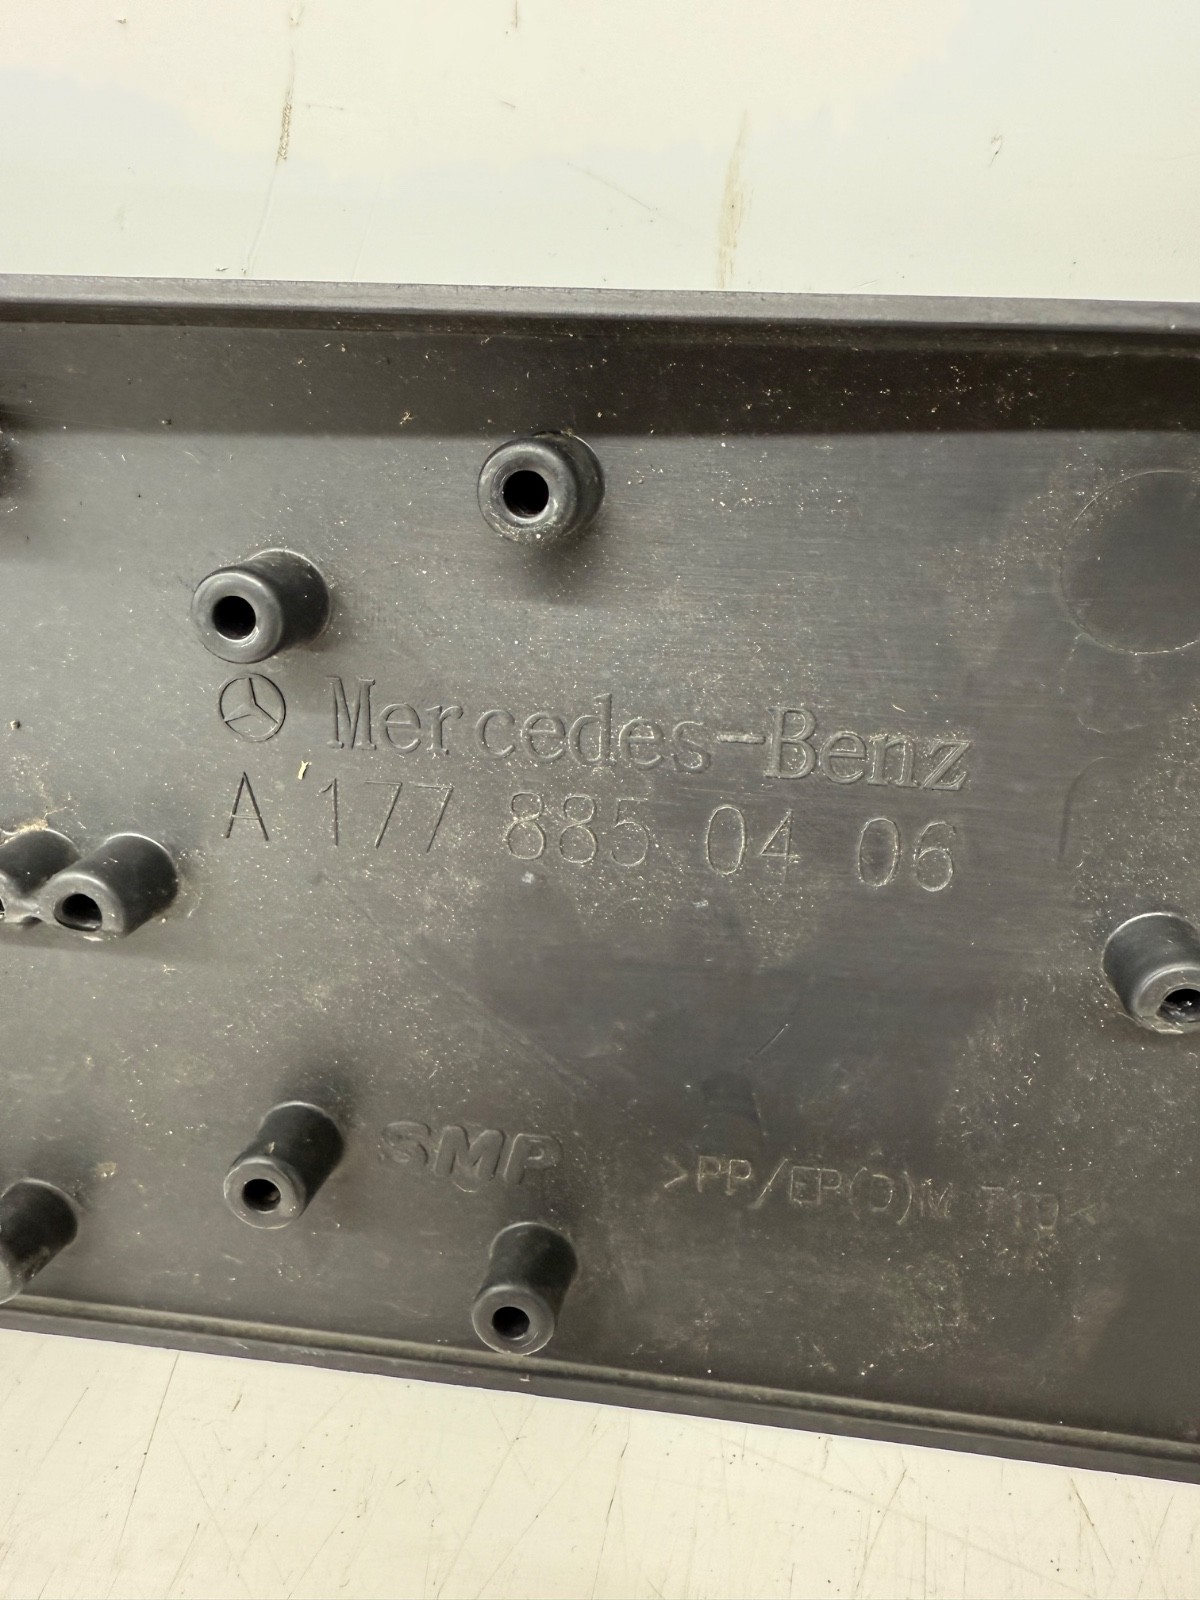 Mercedes-Benz
A 177 885 04 06
SMP
>PP/EP(D)M T10<